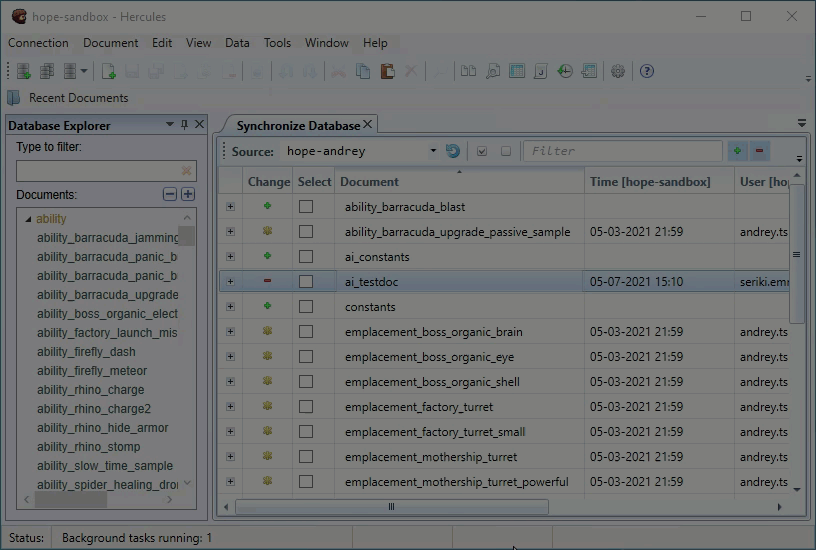 hope-sandbox - Hercules
Connection Document Edit View Data Tools Window Help
Recent Documents
Database Explorer
Type to filter:
Documents:
ability
ability_barracuda_jamming
ability_barracuda_panic_b
ability_barracuda_panic_b
ability_barracuda_upgrade
ability_boss_organic_elect
ability_factory_launch_mis
ability_firefly_dash
ability_firefly_meteor
ability_rhino_charge
ability_rhino_charge2
ability_rhino_hide_armor
ability_rhino_stomp
ability_slow_time_sample
ability_spider_healing_dron
Synchronize Database
Source: hope-andrey Filter
Change Select Document Time [hope-sandbox] User [hop
ability_barracuda_blast
ability_barracuda_upgrade_passive_sample 05-03-2021 21:59 andrey.ts
ai_constants
ai_testdoc 05-07-2021 15:10 seriki.emm
constants
emplacement_boss_organic_brain 05-03-2021 21:59 andrey.ts
emplacement_boss_organic_eye 05-03-2021 21:59 andrey.ts
emplacement_boss_organic_shell 05-03-2021 21:59 andrey.ts
emplacement_factory_turret 05-03-2021 21:59 andrey.ts
emplacement_factory_turret_small 05-03-2021 21:59 andrey.ts
emplacement_mothership_turret 05-03-2021 21:59 andrey.ts
emplacement_mothership_turret_powerful 05-03-2021 21:59 andrey.ts
Status: Background tasks running: 1